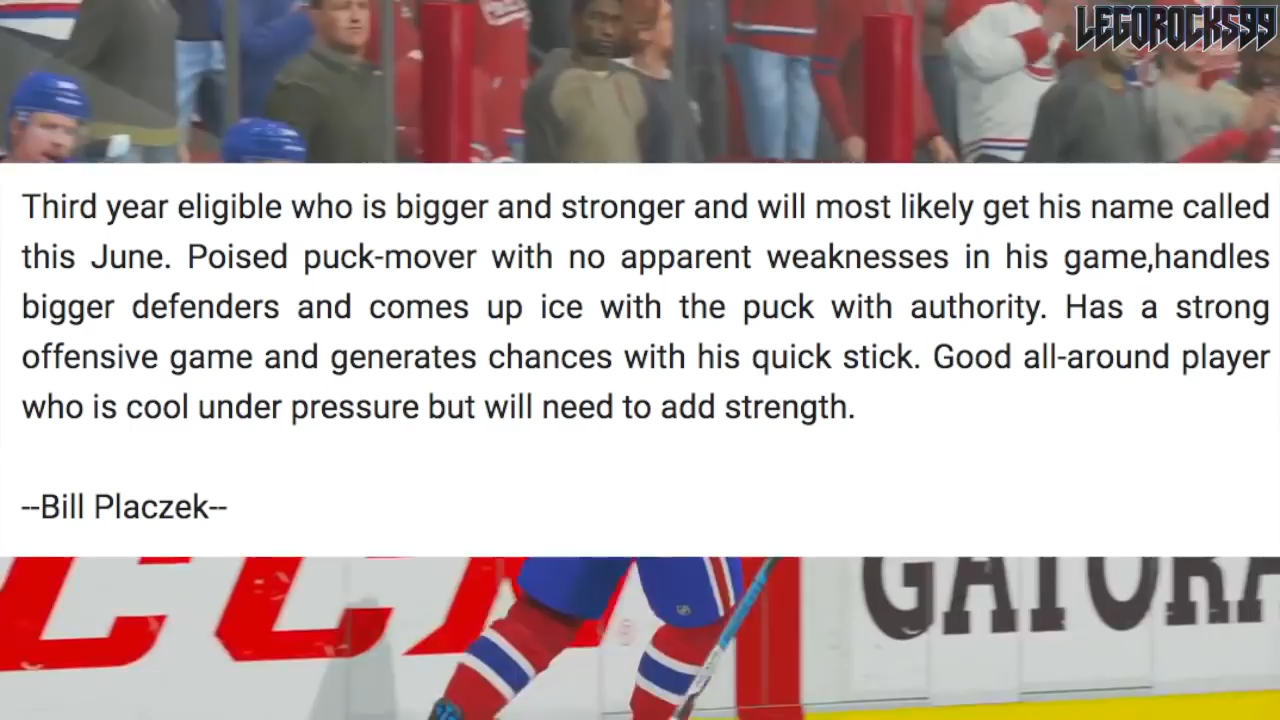 LEGOROCKS99
Third year eligible who is bigger and stronger and will most likely get his name called
this June. Poised puck-mover with no apparent weaknesses in his game,handles
bigger defenders and comes up ice with the puck with authority. Has a strong
offensive game and generates chances with his quick stick. Good all-around player
who is cool under pressure but will need to add strength.
--Bill Placzek--
GATORA